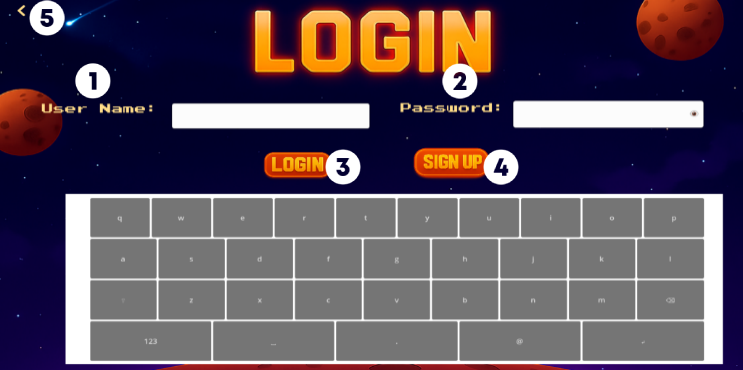 < 5
LOGIN
1 2
User Name: Password:
LOGIN 3 SIGN UP 4
q w e r t y u i o p
a s d f g h j k l
z x c v b n m
123 _ . @